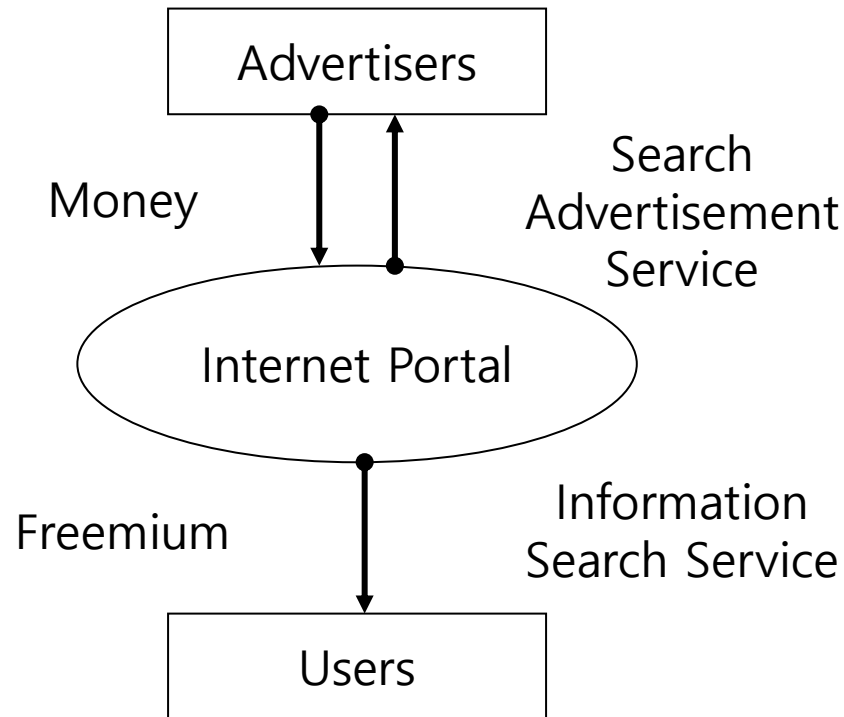 Advertisers
Money
Search
Advertisement
Service
Internet Portal
Freemium
Information
Search Service
Users